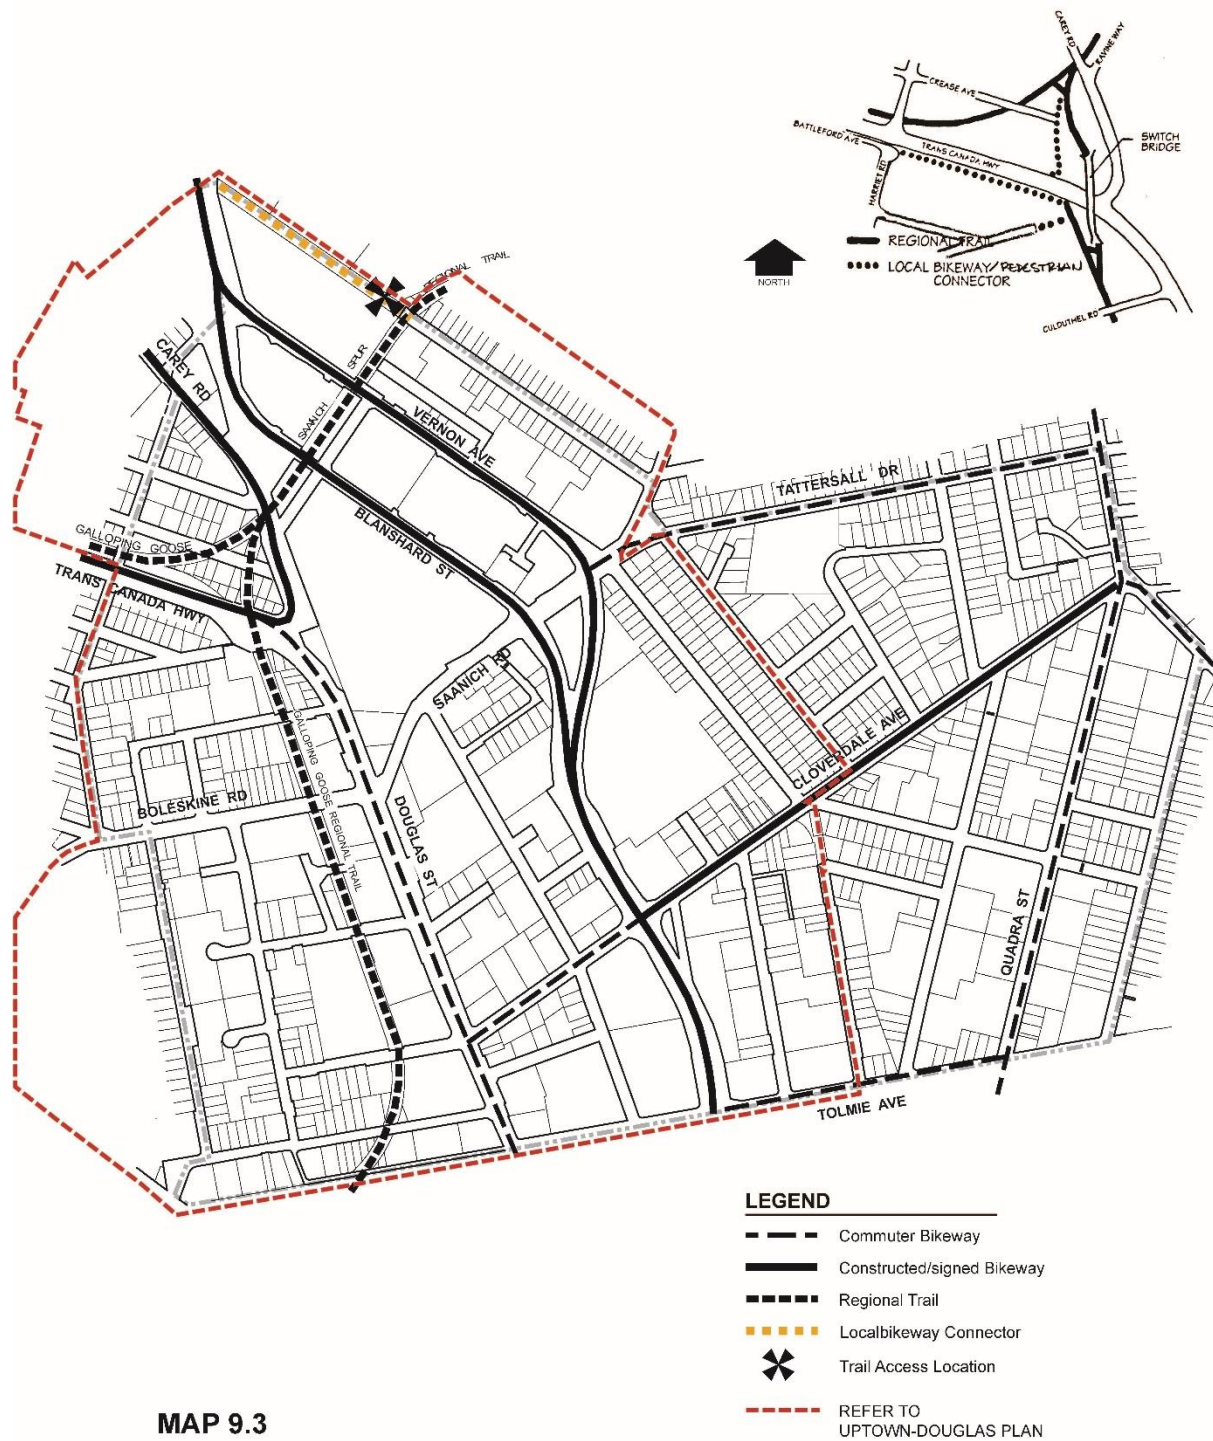 CAREY RD
RAVINE WAY
CREASE AVE
BATTLEFORD AVE
TRANS CANADA HWY
SWITCH
BRIDGE
HARRIET RD
REGIONAL TRAIL
LOCAL BIKEWAY/PEDESTRIAN
CONNECTOR
CULDUTHEL RD
NORTH
REGIONAL TRAIL
SPUR
SAANICH
CAREY RD
VERNON AVE
TATTERSALL DR
BLANSHARD ST
GALLOPING GOOSE
TRANS CANADA HWY
SAANICH RD
GALLOPING GOOSE REGIONAL TRAIL
CLOVERDALE AVE
BOLESKINE RD
DOUGLAS ST
QUADRA ST
TOLMIE AVE
LEGEND
Commuter Bikeway
Constructed/signed Bikeway
Regional Trail
Localbikeway Connector
Trail Access Location
REFER TO
UPTOWN-DOUGLAS PLAN
MAP 9.3